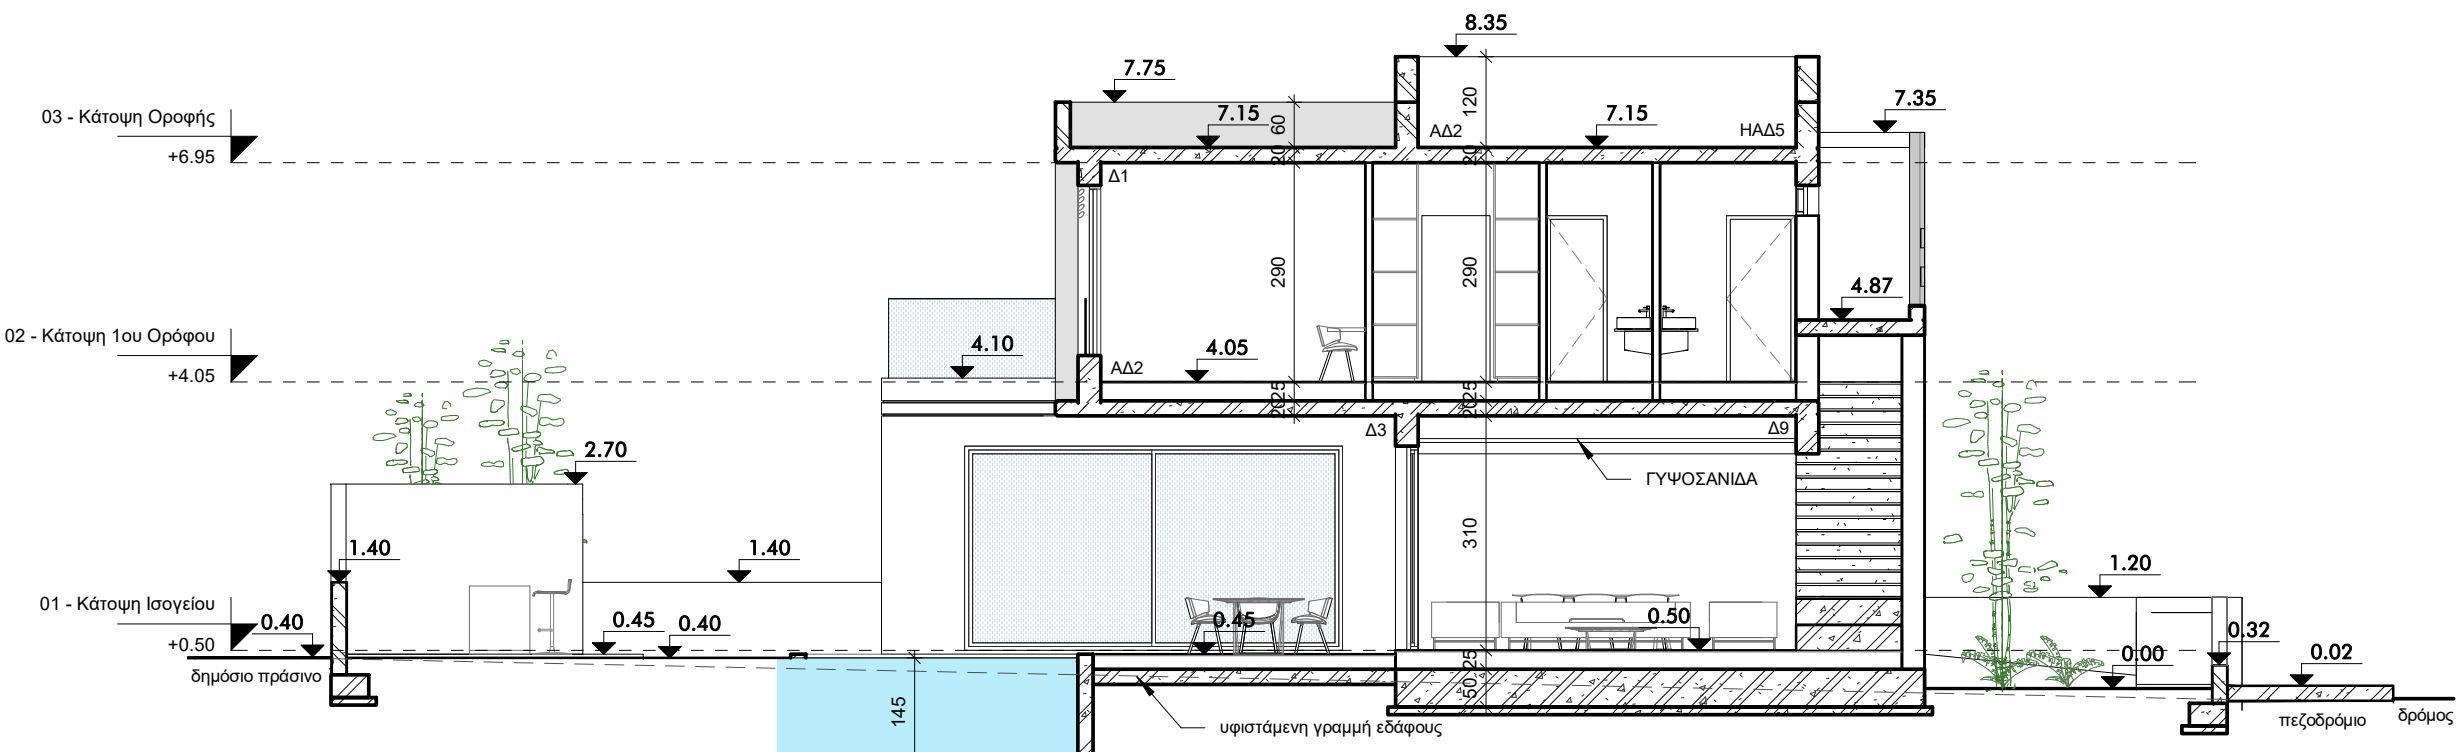 8.35
7.75
7.35
03 - Κάτοψη Οροφής
+6.95
7.15
60
120
ΑΔ2
7.15
ΗΑΔ5
20
20
Δ1
290
290
4.87
02 - Κάτοψη 1ου Ορόφου
+4.05
4.10
4.05
ΑΔ2
2025
2025
Δ3
Δ9
2.70
ΓΥΨΟΣΑΝΙΔΑ
310
1.40
1.40
1.20
01 - Κάτοψη Ισογείου
+0.50
0.40
0.45
0.40
0.45
0.50
0.32
δημόσιο πράσινο
25
0.00
0.02
50
145
υφιστάμενη γραμμή εδάφους
πεζοδρόμιο
δρόμος